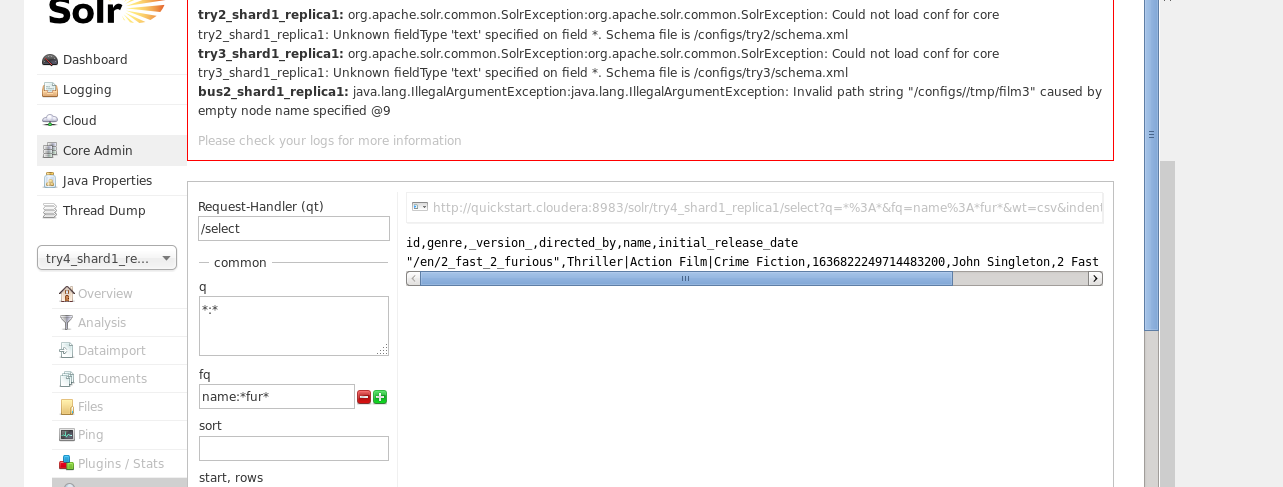 Solr
try2_shard1_replica1: org.apache.solr.common.SolrException:org.apache.solr.common.SolrException: Could not load conf for core
try2_shard1_replica1: Unknown fieldType 'text' specified on field *. Schema file is /configs/try2/schema.xml
try3_shard1_replica1: org.apache.solr.common.SolrException:org.apache.solr.common.SolrException: Could not load conf for core
try3_shard1_replica1: Unknown fieldType 'text' specified on field *. Schema file is /configs/try3/schema.xml
bus2_shard1_replica1: java.lang.IllegalArgumentException:java.lang.IllegalArgumentException: Invalid path string "/configs//tmp/film3" caused by
empty node name specified @9
Please check your logs for more information
Dashboard
Logging
Cloud
Core Admin
Java Properties
Thread Dump
try4_shard1_re...
Overview
Analysis
Dataimport
Documents
Files
Ping
Plugins / Stats
Request-Handler (qt)
/select
common
q
*:*
fq
name:*fur*
sort
start, rows
http://quickstart.cloudera:8983/solr/try4_shard1_replica1/select?q=*%3A*&fq=name%3A*fur*&wt=csv&indent
id,genre,_version_,directed_by,name,initial_release_date
"/en/2_fast_2_furious",Thriller|Action Film|Crime Fiction,1636822249714483200,John Singleton,2 Fast